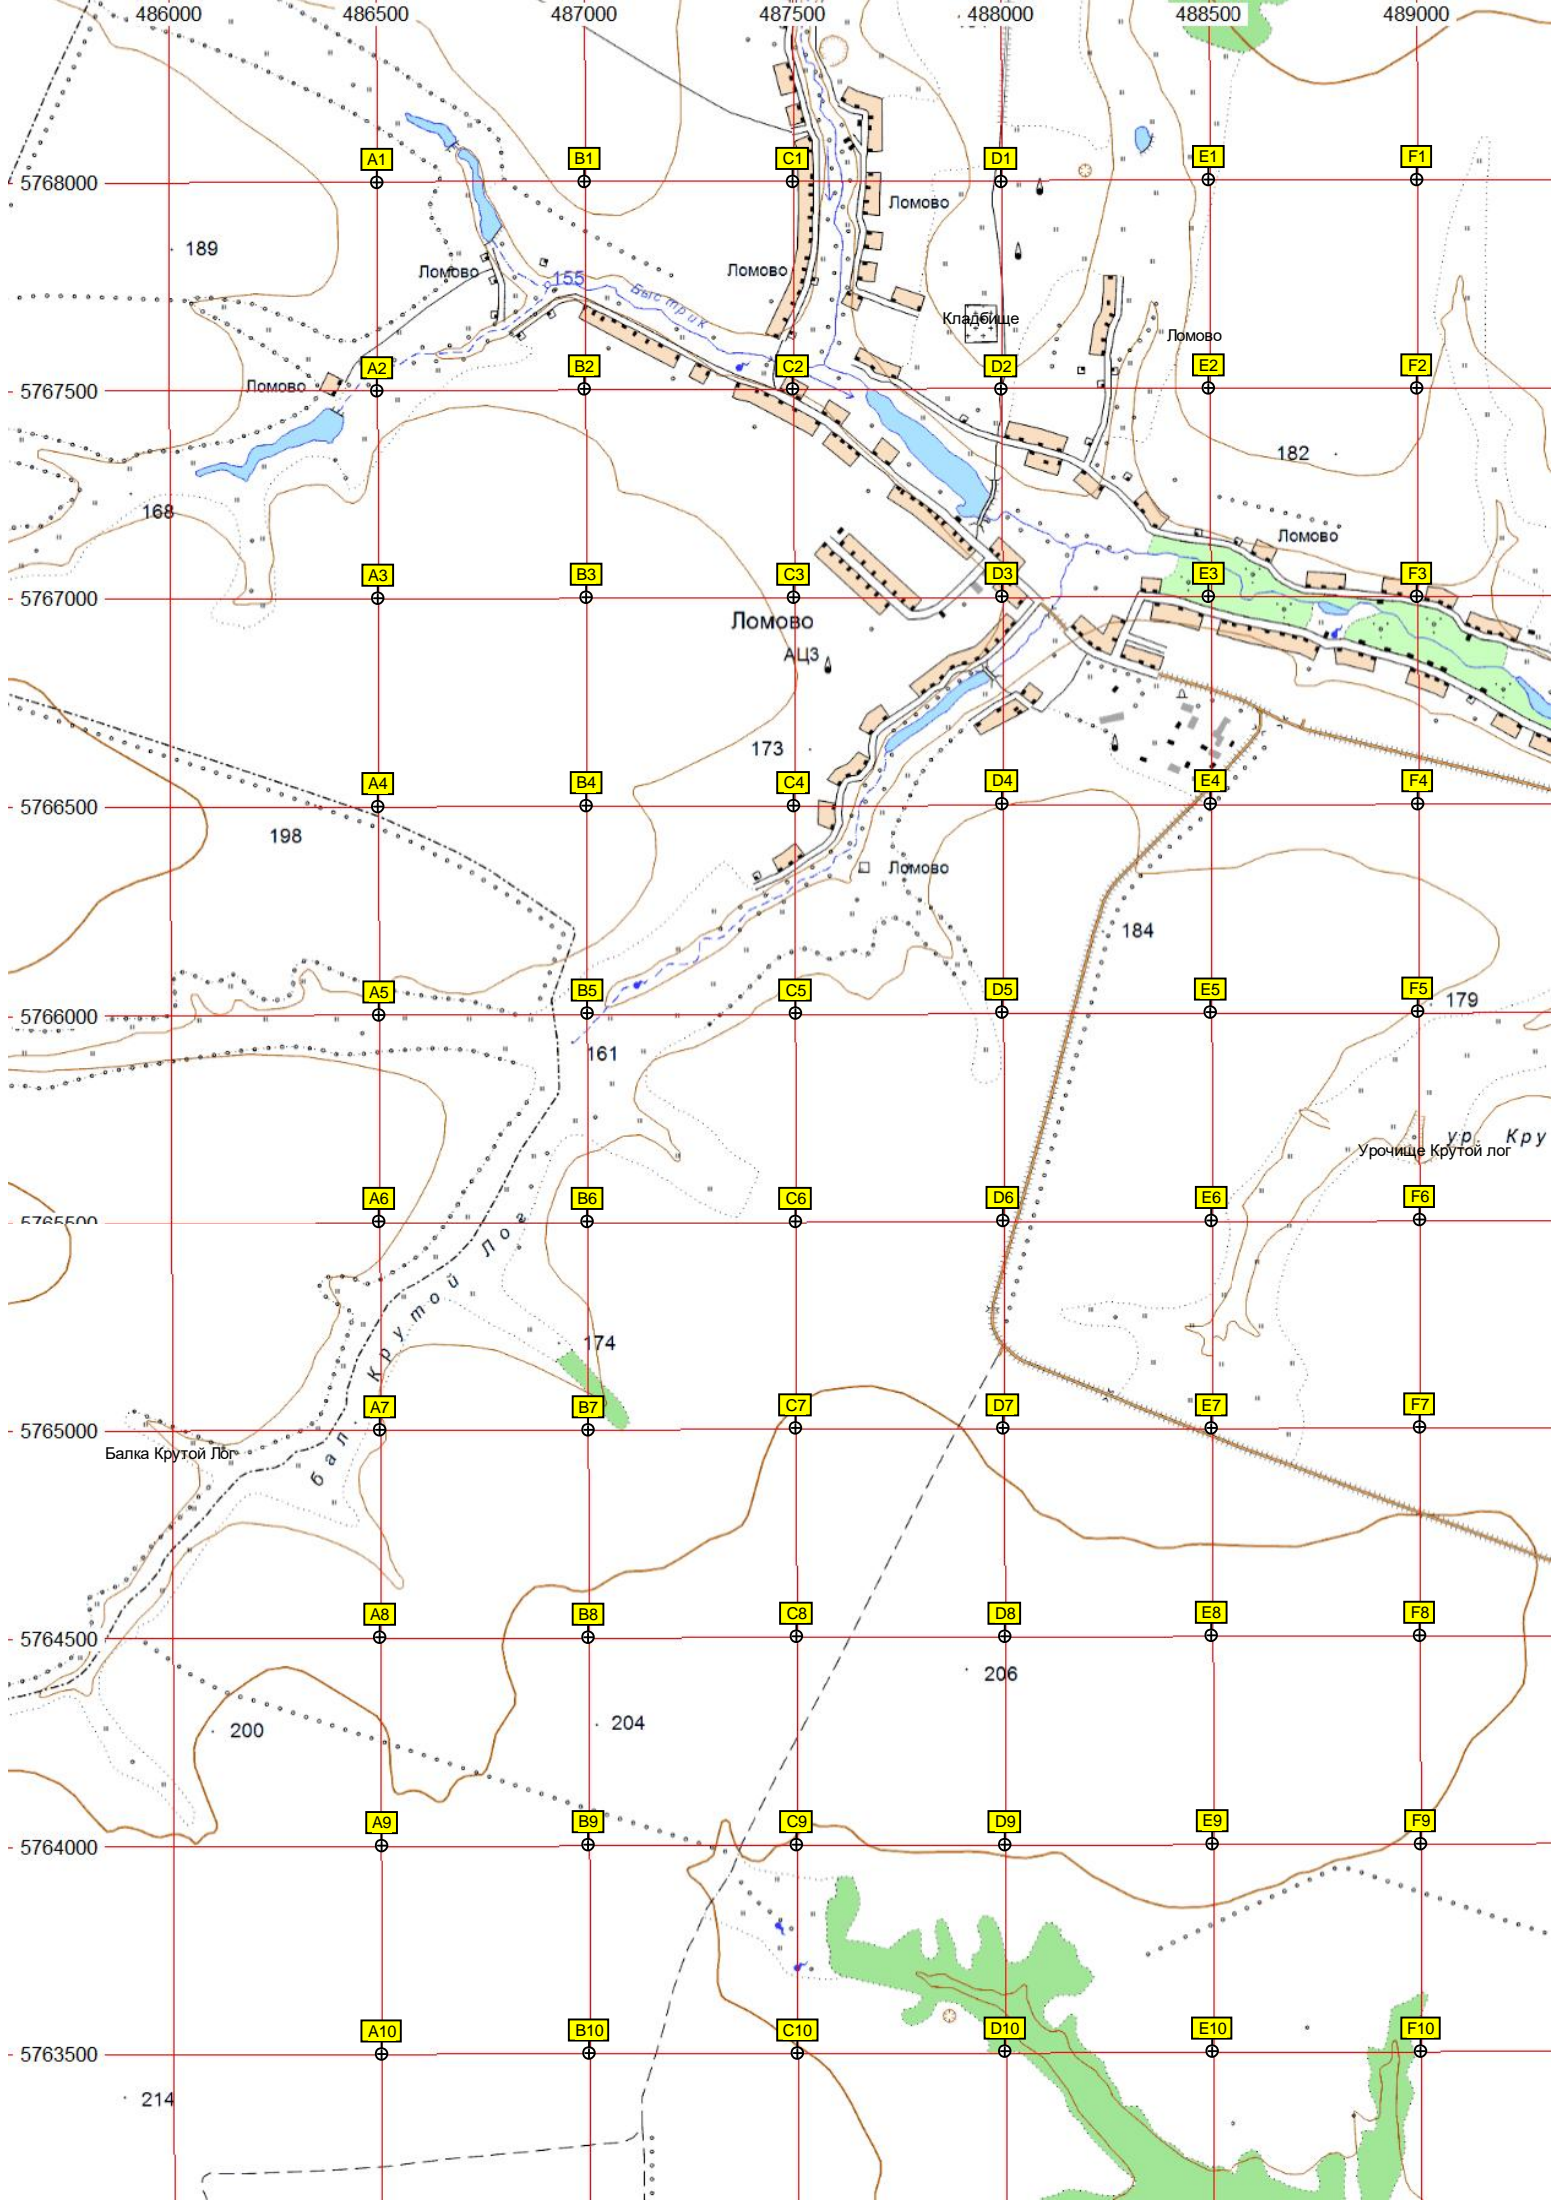 486000 486500 487000 487500 488000 488500 489000
A1 B1 C1 D1 E1 F1
5768000
Ломово
189
Ломово 155 Ломово
Быстрик
Кладбище
Ломово
A2 B2 C2 D2 E2 F2
Ломово
5767500
182
168
Ломово
A3 B3 C3 D3 E3 F3
5767000
Ломово
АЦЗ
173
A4 B4 C4 D4 E4 F4
5766500
198
Ломово
184
A5 B5 C5 D5 E5 F5
179
5766000
161
ур. Кру
Урочище Крутой лог
A6 B6 C6 D6 E6 F6
5765500
бал. Крутой Лог
174
A7 B7 C7 D7 E7 F7
5765000
Балка Крутой Лог
A8 B8 C8 D8 E8 F8
5764500
206
200
204
A9 B9 C9 D9 E9 F9
5764000
A10 B10 C10 D10 E10 F10
5763500
214